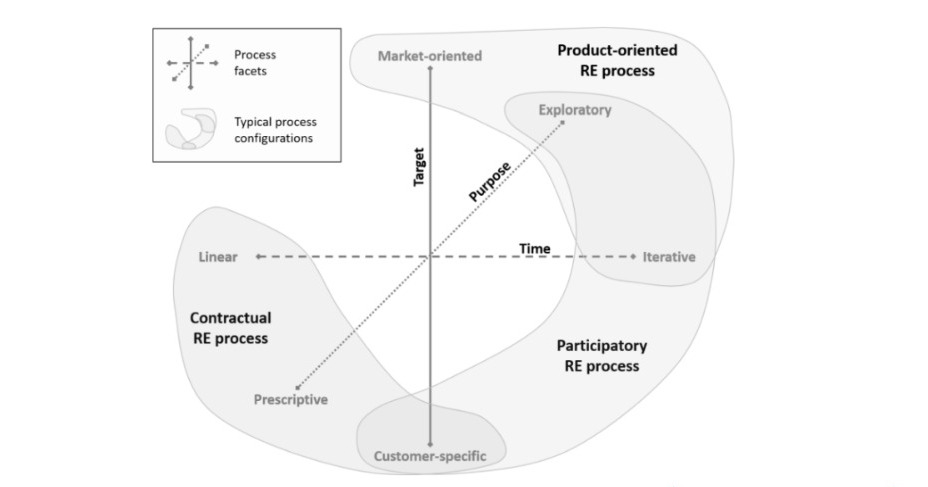 Process
facets
Typical process
configurations
Market-oriented
Product-oriented
RE process
Exploratory
Target
Purpose
Linear
Time
Iterative
Contractual
RE process
Participatory
RE process
Prescriptive
Customer-specific